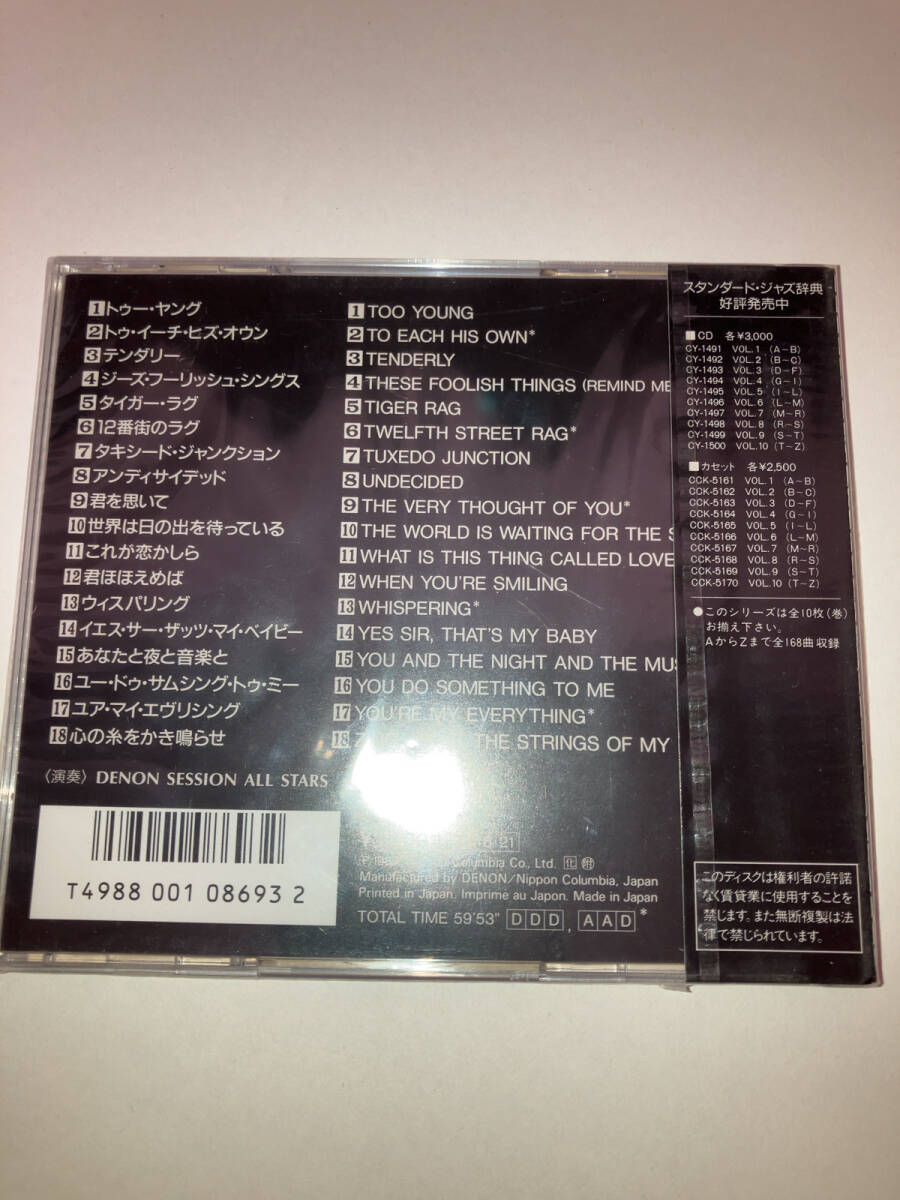 1 トゥー・ヤング
2 トゥ・イーチ・ヒズ・オウン
3 テンダリー
4 ジーズ・フーリッシュ・シングス
5 タイガー・ラグ
6 12番街のラグ
7 タキシード・ジャンクション
8 アンディサイデッド
9 君を思いて
10 世界は日の出を待っている
11 これが恋かしら
12 君ほほえめば
13 ウィスパリング
14 イエス・サー・ザッツ・マイ・ベイビー
15 あなたと夜と音楽と
16 ユー・ドゥ・サムシング・トゥ・ミー
17 ユア・マイ・エヴリシング
18 心の糸をかき鳴らせ
〈演奏〉 DENON SESSION ALL STARS
T4988 001 08693 2
1 TOO YOUNG
2 TO EACH HIS OWN*
3 TENDERLY
4 THESE FOOLISH THINGS (REMIND ME
5 TIGER RAG
6 TWELFTH STREET RAG*
7 TUXEDO JUNCTION
8 UNDECIDED
9 THE VERY THOUGHT OF YOU*
10 THE WORLD IS WAITING FOR THE S
11 WHAT IS THIS THING CALLED LOVE
12 WHEN YOU'RE SMILING
13 WHISPERING*
14 YES SIR, THAT'S MY BABY
15 YOU AND THE NIGHT AND THE MUS
16 YOU DO SOMETHING TO ME
17 YOU'RE MY EVERYTHING*
18 THE STRINGS OF MY
Columbia Co., Ltd.
Manufactured by DENON/Nippon Columbia, Japan
Printed in Japan. Imprime au Japon. Made in Japan
TOTAL TIME 59'53" DDD, AAD*
スタンダード・ジャズ辞典
好評発売中
■CD 各¥3,000
CY-1491 VOL.1 (A~B)
CY-1492 VOL.2 (B~C)
CY-1493 VOL.3 (D~F)
CY-1494 VOL.4 (G~I)
CY-1495 VOL.5 (I~L)
CY-1496 VOL.6 (L~M)
CY-1497 VOL.7 (M~R)
CY-1498 VOL.8 (R~S)
CY-1499 VOL.9 (S~T)
CY-1500 VOL.10 (T~Z)
■カセット 各¥2,500
CCK-5161 VOL.1 (A~B)
CCK-5162 VOL.2 (B~C)
CCK-5163 VOL.3 (D~F)
CCK-5164 VOL.4 (G~I)
CCK-5165 VOL.5 (I~L)
CCK-5166 VOL.6 (L~M)
CCK-5167 VOL.7 (M~R)
CCK-5168 VOL.8 (R~S)
CCK-5169 VOL.9 (S~T)
CCK-5170 VOL.10 (T~Z)
●このシリーズは全10枚(巻)
お揃え下さい。
AからZまで全168曲収録
このディスクは権利者の許諾
なく賃貸業に使用することを
禁じます。また無断複製は法
律で禁じられています。